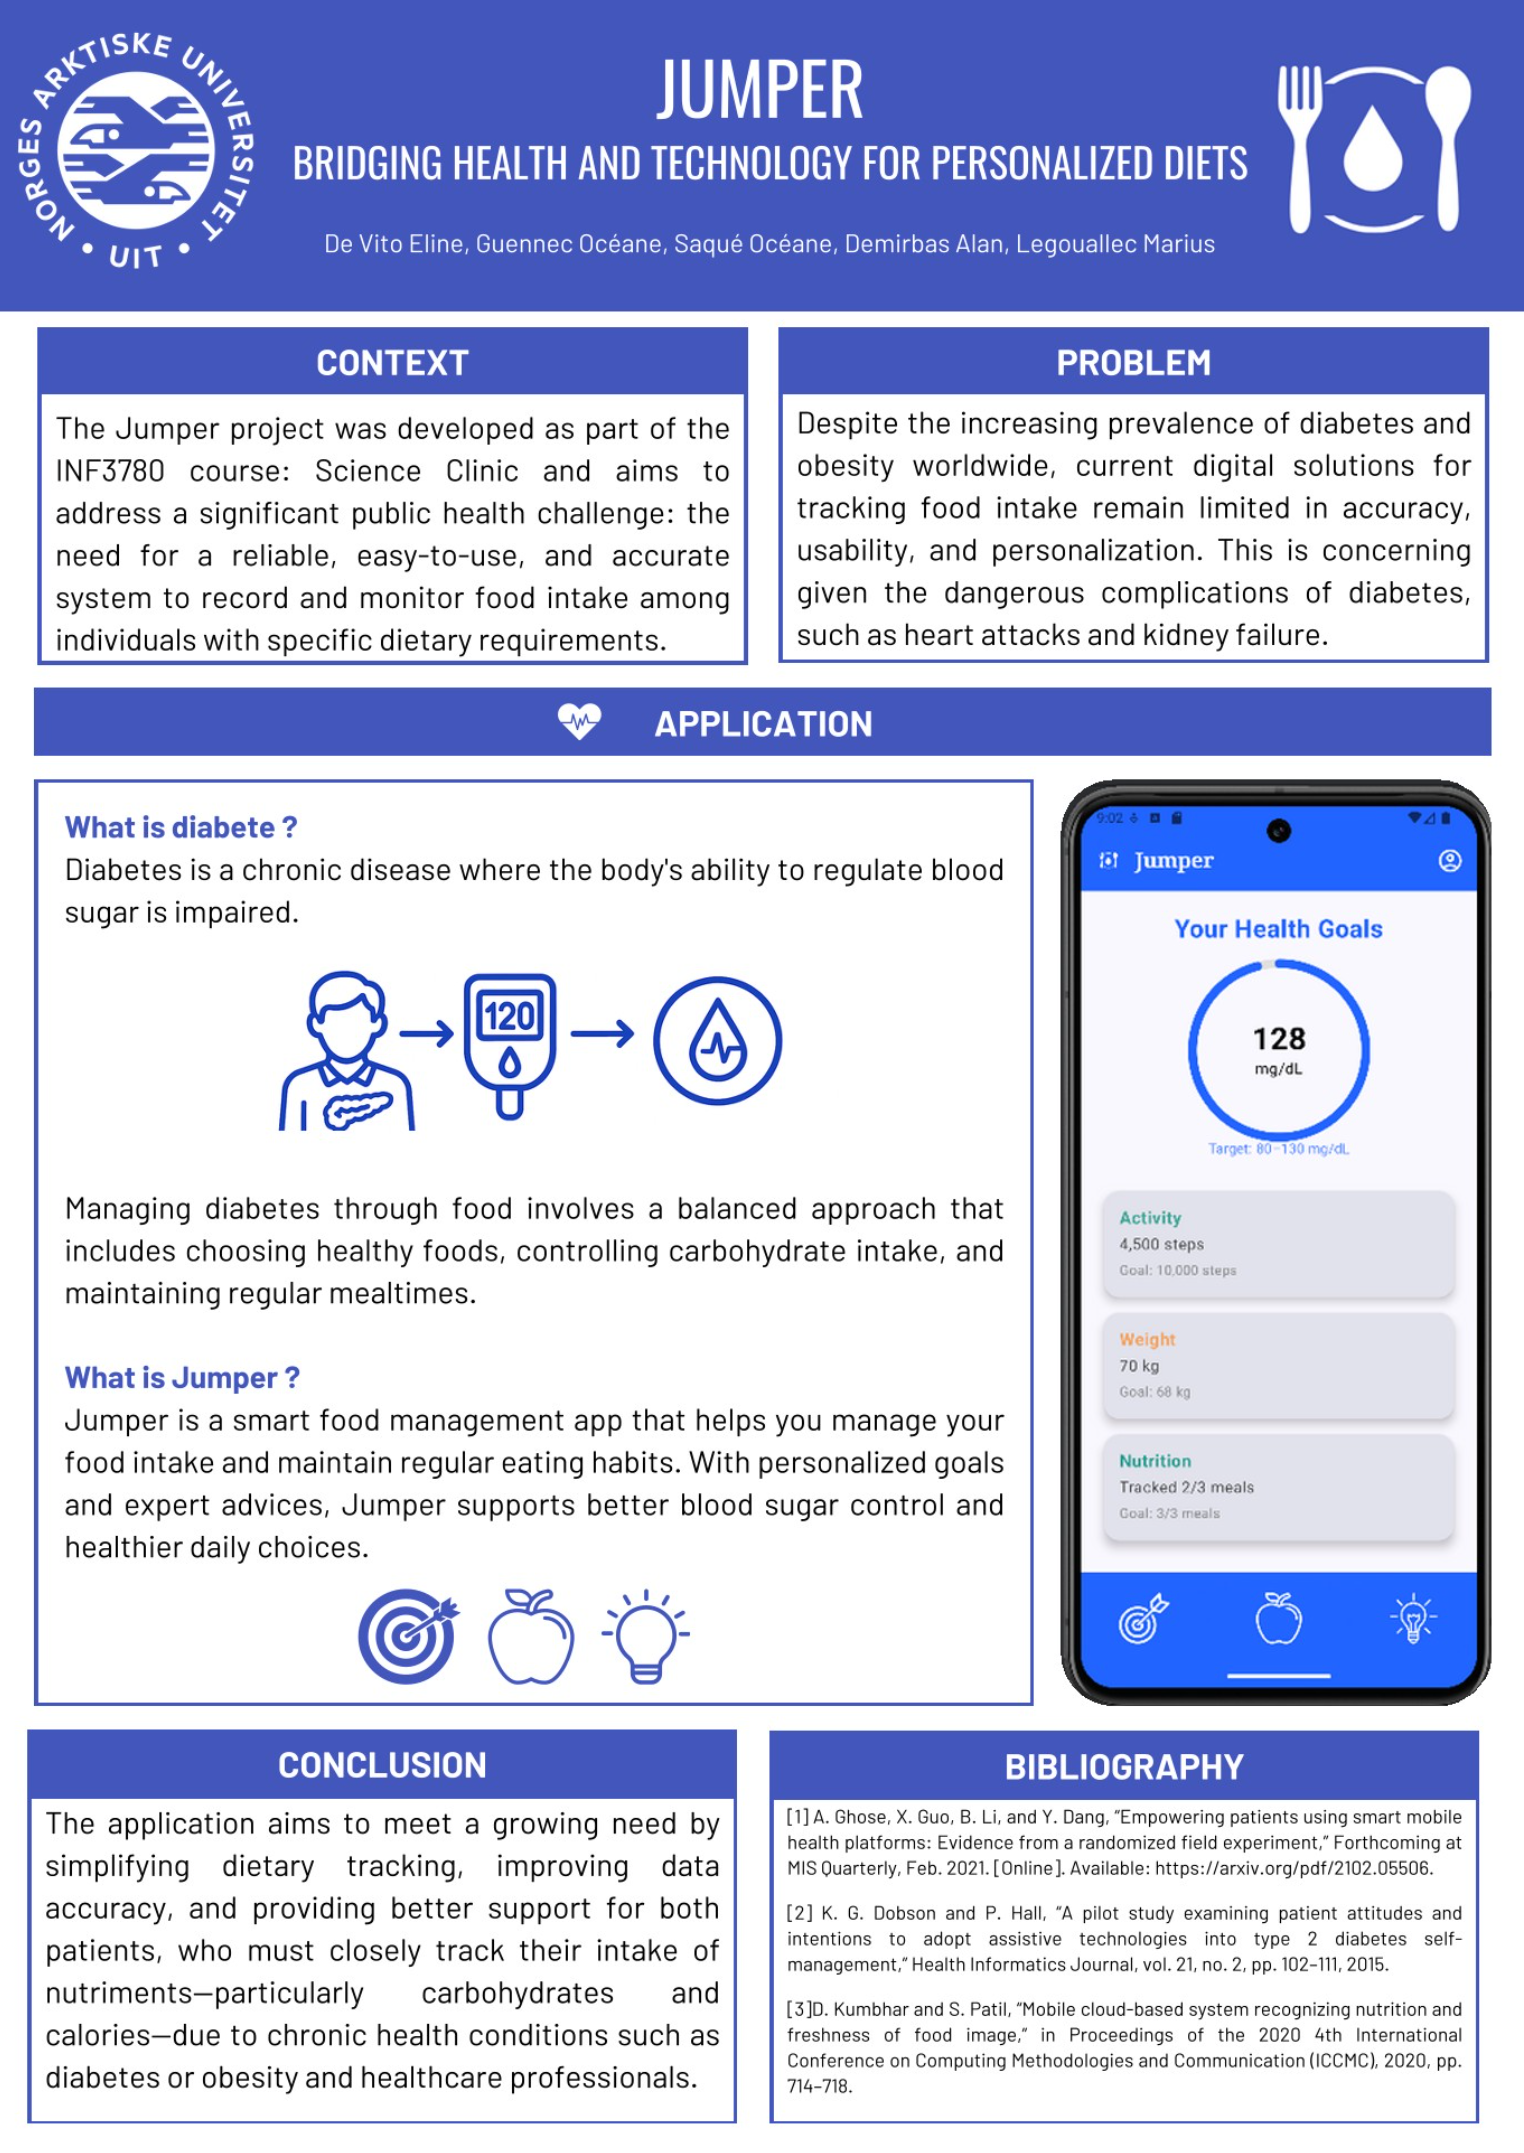 NORGES ARKTISKE UNIVERSITET • UIT •
JUMPER
BRIDGING HEALTH AND TECHNOLOGY FOR PERSONALIZED DIETS
De Vito Eline, Guennec Océane, Saqué Océane, Demirbas Alan, Legouallec Marius
CONTEXT
The Jumper project was developed as part of the
INF3780 course: Science Clinic and aims to
address a significant public health challenge: the
need for a reliable, easy-to-use, and accurate
system to record and monitor food intake among
individuals with specific dietary requirements.
PROBLEM
Despite the increasing prevalence of diabetes and
obesity worldwide, current digital solutions for
tracking food intake remain limited in accuracy,
usability, and personalization. This is concerning
given the dangerous complications of diabetes,
such as heart attacks and kidney failure.
APPLICATION
What is diabete ?
Diabetes is a chronic disease where the body's ability to regulate blood
sugar is impaired.
120
Managing diabetes through food involves a balanced approach that
includes choosing healthy foods, controlling carbohydrate intake, and
maintaining regular mealtimes.
What is Jumper ?
Jumper is a smart food management app that helps you manage your
food intake and maintain regular eating habits. With personalized goals
and expert advices, Jumper supports better blood sugar control and
healthier daily choices.
9:02
Jumper
Your Health Goals
128
mg/dL
Target: 80-130 mg/dL
Activity
4,500 steps
Goal: 10,000 steps
Weight
70 kg
Goal: 68 kg
Nutrition
Tracked 2/3 meals
Goal: 3/3 meals
CONCLUSION
The application aims to meet a growing need by
simplifying dietary tracking, improving data
accuracy, and providing better support for both
patients, who must closely track their intake of
nutriments—particularly carbohydrates and
calories—due to chronic health conditions such as
diabetes or obesity and healthcare professionals.
BIBLIOGRAPHY
[1] A. Ghose, X. Guo, B. Li, and Y. Dang, “Empowering patients using smart mobile
health platforms: Evidence from a randomized field experiment,” Forthcoming at
MIS Quarterly, Feb. 2021. [Online]. Available: https://arxiv.org/pdf/2102.05506.
[2] K. G. Dobson and P. Hall, “A pilot study examining patient attitudes and
intentions to adopt assistive technologies into type 2 diabetes self-
management,” Health Informatics Journal, vol. 21, no. 2, pp. 102–111, 2015.
[3]D. Kumbhar and S. Patil, “Mobile cloud-based system recognizing nutrition and
freshness of food image,” in Proceedings of the 2020 4th International
Conference on Computing Methodologies and Communication (ICCMC), 2020, pp.
714–718.